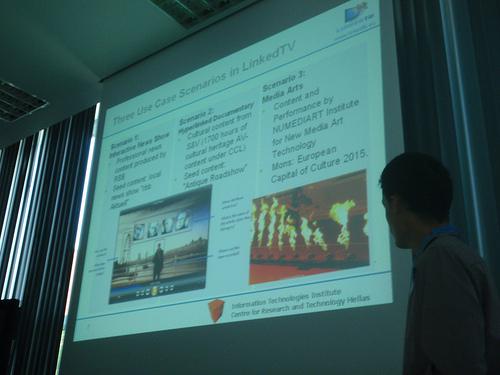 LinkedTV
Three Use Case Scenarios in LinkedTV
Scenario 1:
Interactive News Show
Professional news
content produced by
RBB
Seed content: local
news show "rbb
Aktuell"
Scenario 2:
Hyperlinked Documentary
Cultural content from
S&V (1700 hours of
cultural heritage AV-
content under CCL)
Seed content:
"Antique Roadshow"
Scenario 3:
Media Arts
Content and
Performance by
NUMEDIART Institute
for New Media Art
Technology
Mons: European
Capital of Culture 2015.
Information Technologies Institute
Centre for Research and Technology Hellas